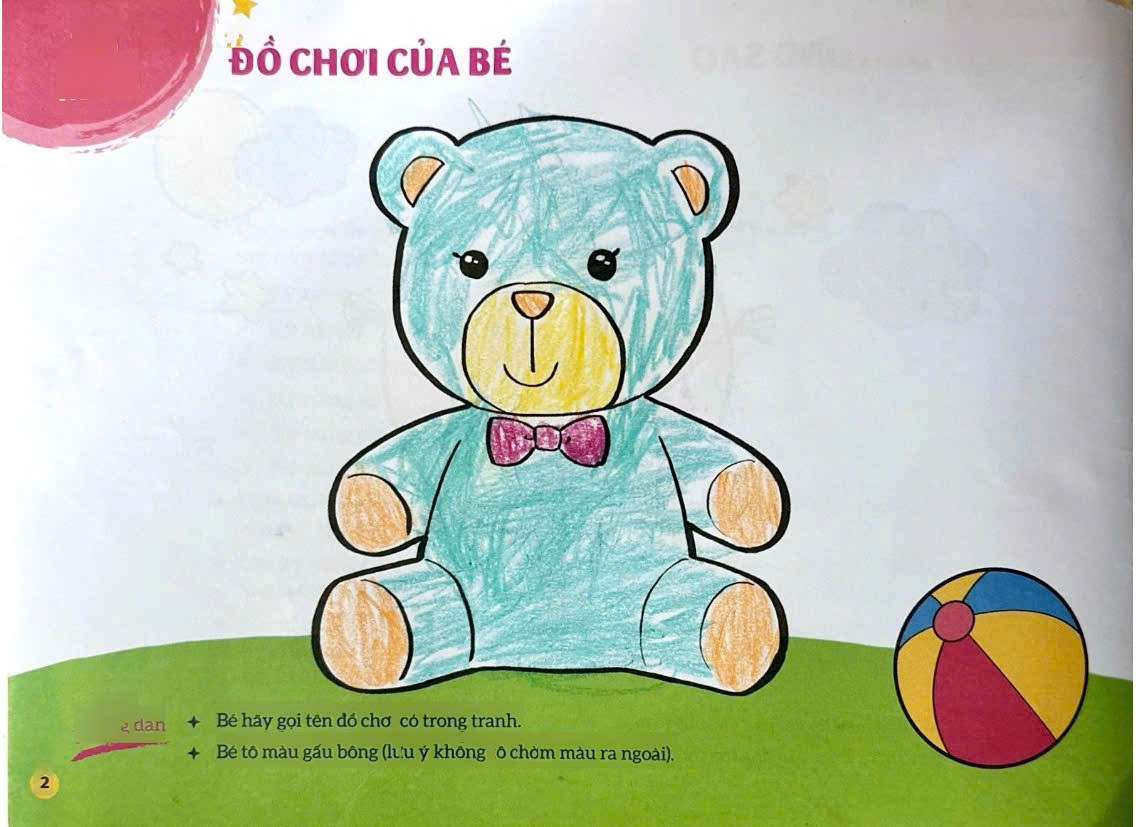 ĐỒ CHƠI CỦA BÉ
dan
Bé hãy gọi tên đồ chơ có trong tranh.
Bé tô màu gấu bông (lưu ý không ô chờm màu ra ngoài).
2